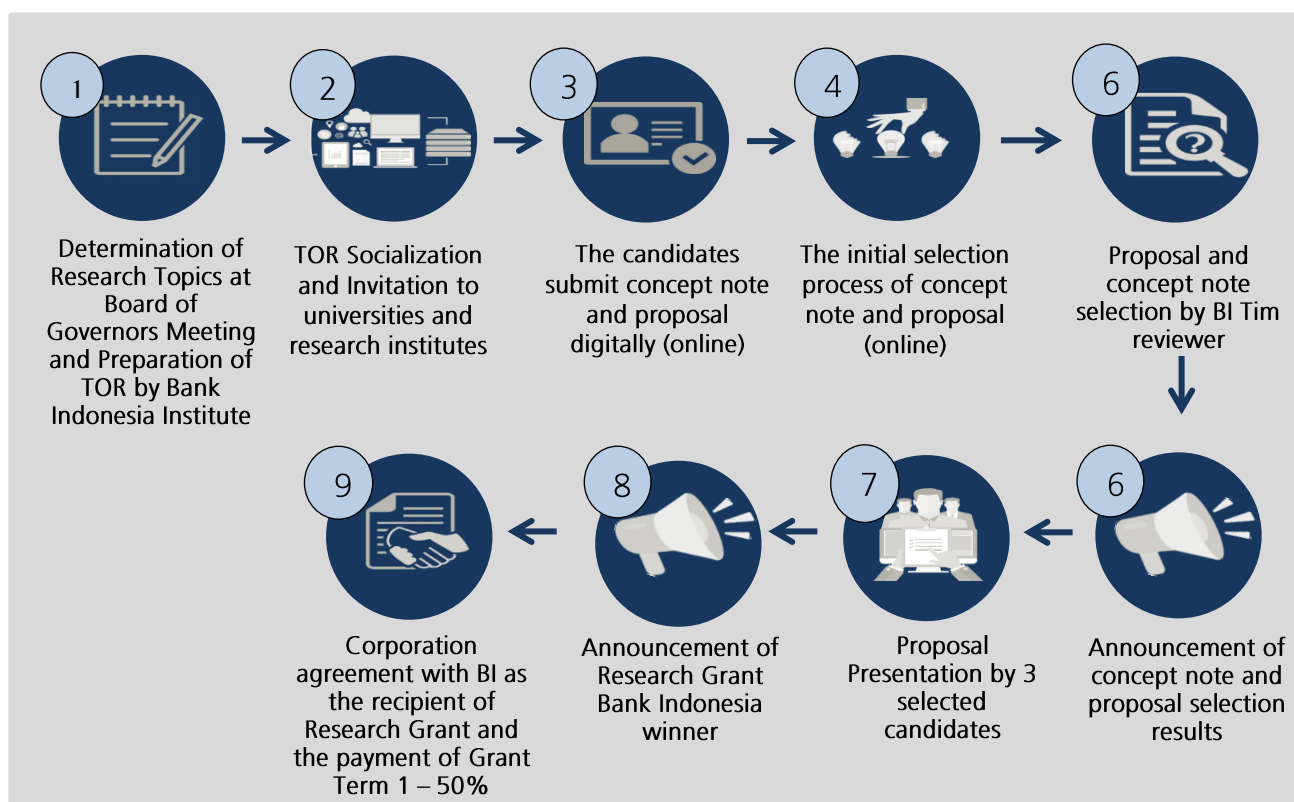 1
Determination of
Research Topics at
Board of
Governors Meeting
and Preparation of
TOR by Bank
Indonesia Institute
2
TOR Socialization
and Invitation to
universities and
research institutes
3
The candidates
submit concept note
and proposal
digitally (online)
4
The initial selection
process of concept
note and proposal
(online)
6
?
Proposal and
concept note
selection by BI Tim
reviewer
6
Announcement of
concept note and
proposal selection
results
7
Proposal
Presentation by 3
selected
candidates
8
Announcement of
Research Grant
Bank Indonesia
winner
9
Corporation
agreement with BI as
the recipient of
Research Grant and
the payment of Grant
Term 1 – 50%